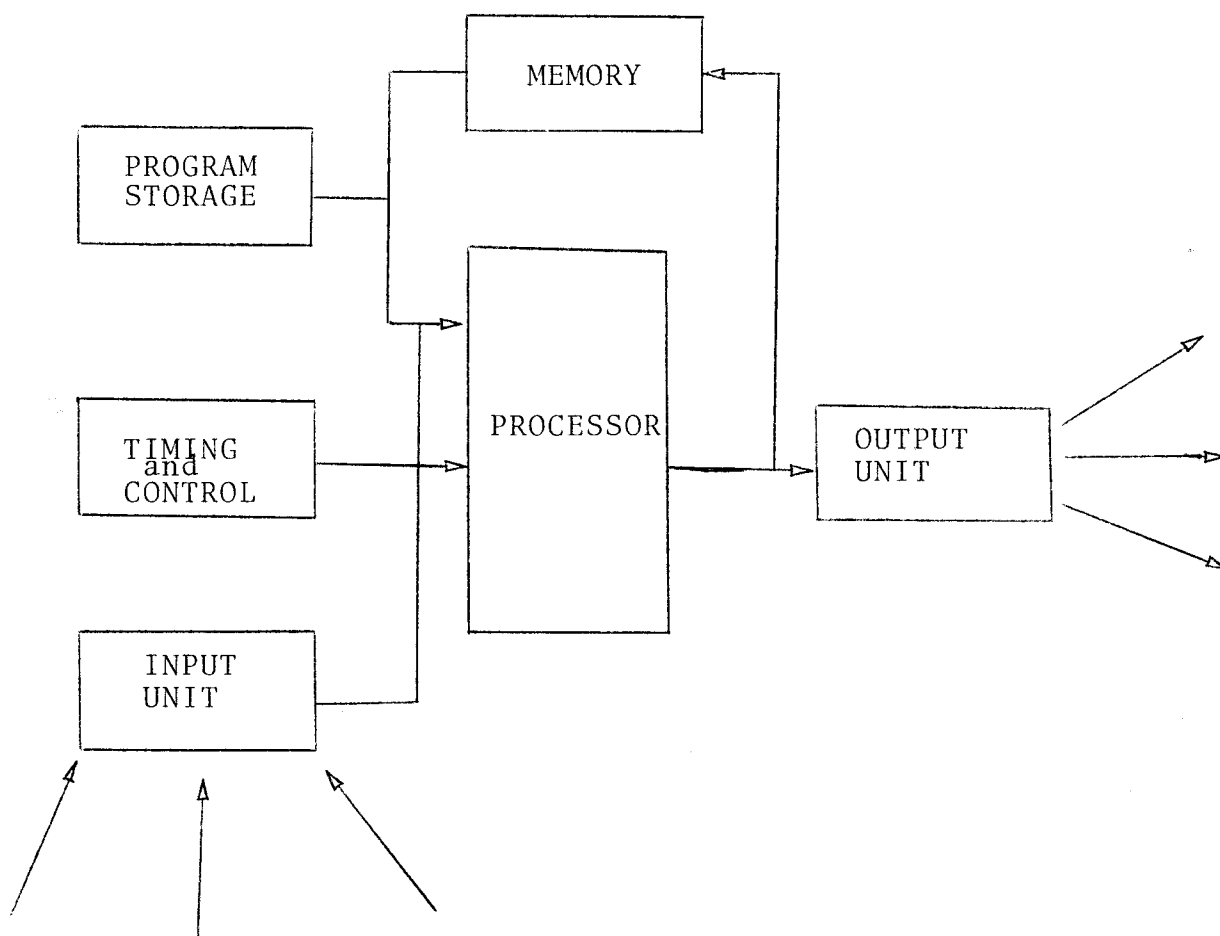 MEMORY
PROGRAM
STORAGE
PROCESSOR
TIMING
and
CONTROL
OUTPUT
UNIT
INPUT
UNIT